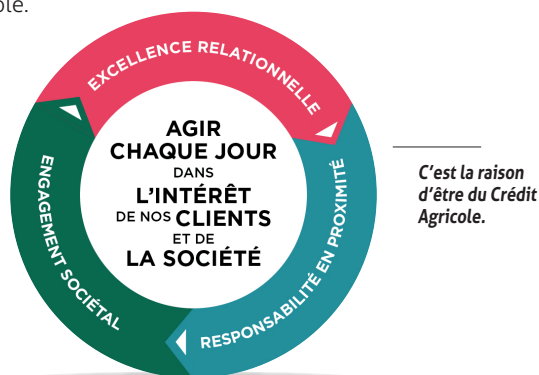 ole.
EXCELLENCE RELATIONNELLE
AGIR
CHAQUE JOUR
DANS
L'INTÉRÊT
DE NOS CLIENTS
ET DE
LA SOCIÉTÉ
RESPONSABILITÉ EN PROXIMITÉ
ENGAGEMENT SOCIÉTAL
C'est la raison
d'être du Crédit
Agricole.